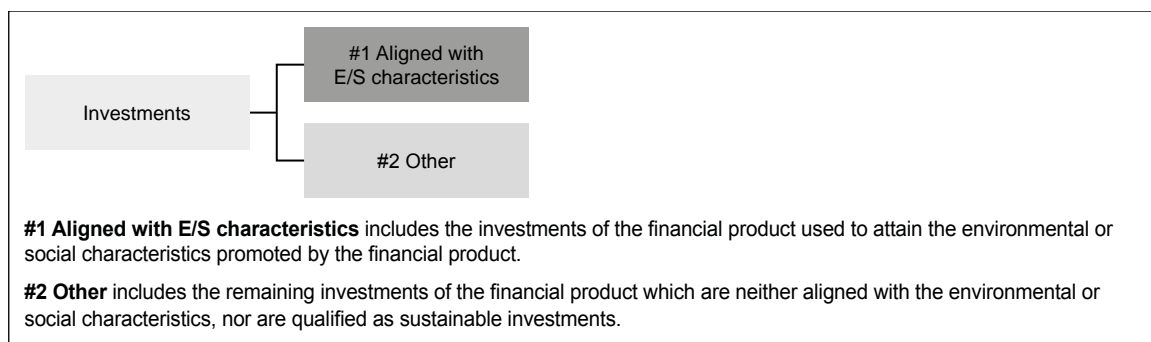 #1 Aligned with
E/S characteristics
Investments
#2 Other
#1 Aligned with E/S characteristics includes the investments of the financial product used to attain the environmental or
social characteristics promoted by the financial product.
#2 Other includes the remaining investments of the financial product which are neither aligned with the environmental or
social characteristics, nor are qualified as sustainable investments.